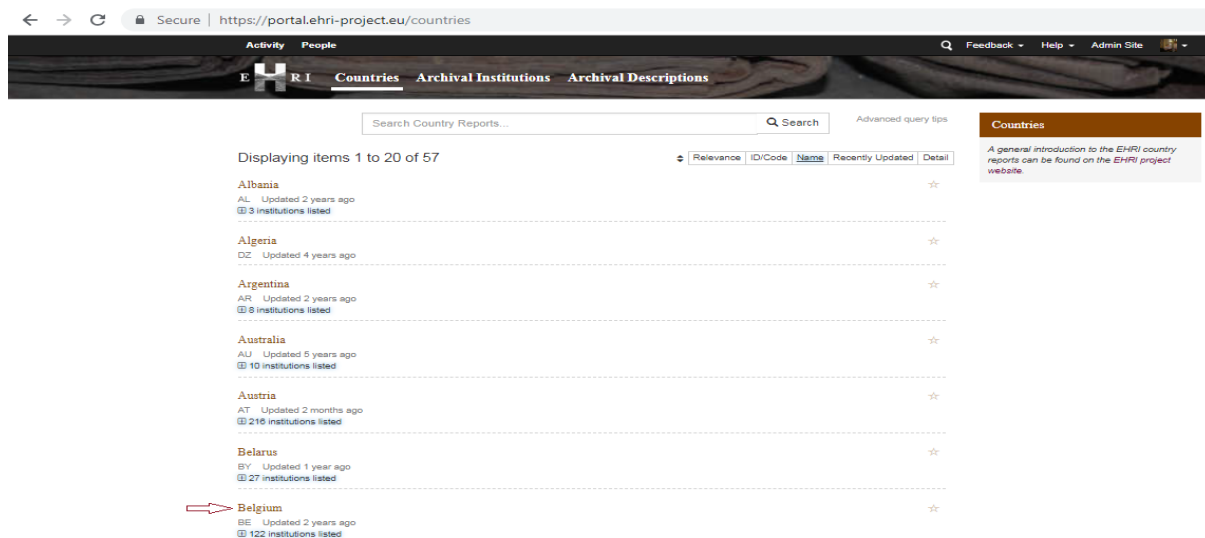 Secure | https://portal.ehri-project.eu/countries
Activity People Feedback Help Admin Site
E H R I Countries Archival Institutions Archival Descriptions
Search Country Reports... Search Advanced query tips
Countries
A general introduction to the EHRI country
reports can be found on the EHRI project
website.
Displaying items 1 to 20 of 57 Relevance ID/Code Name Recently Updated Detail
Albania
AL Updated 2 years ago
3 institutions listed
Algeria
DZ Updated 4 years ago
Argentina
AR Updated 2 years ago
8 institutions listed
Australia
AU Updated 5 years ago
10 institutions listed
Austria
AT Updated 2 months ago
216 institutions listed
Belarus
BY Updated 1 year ago
27 institutions listed
Belgium
BE Updated 2 years ago
122 institutions listed